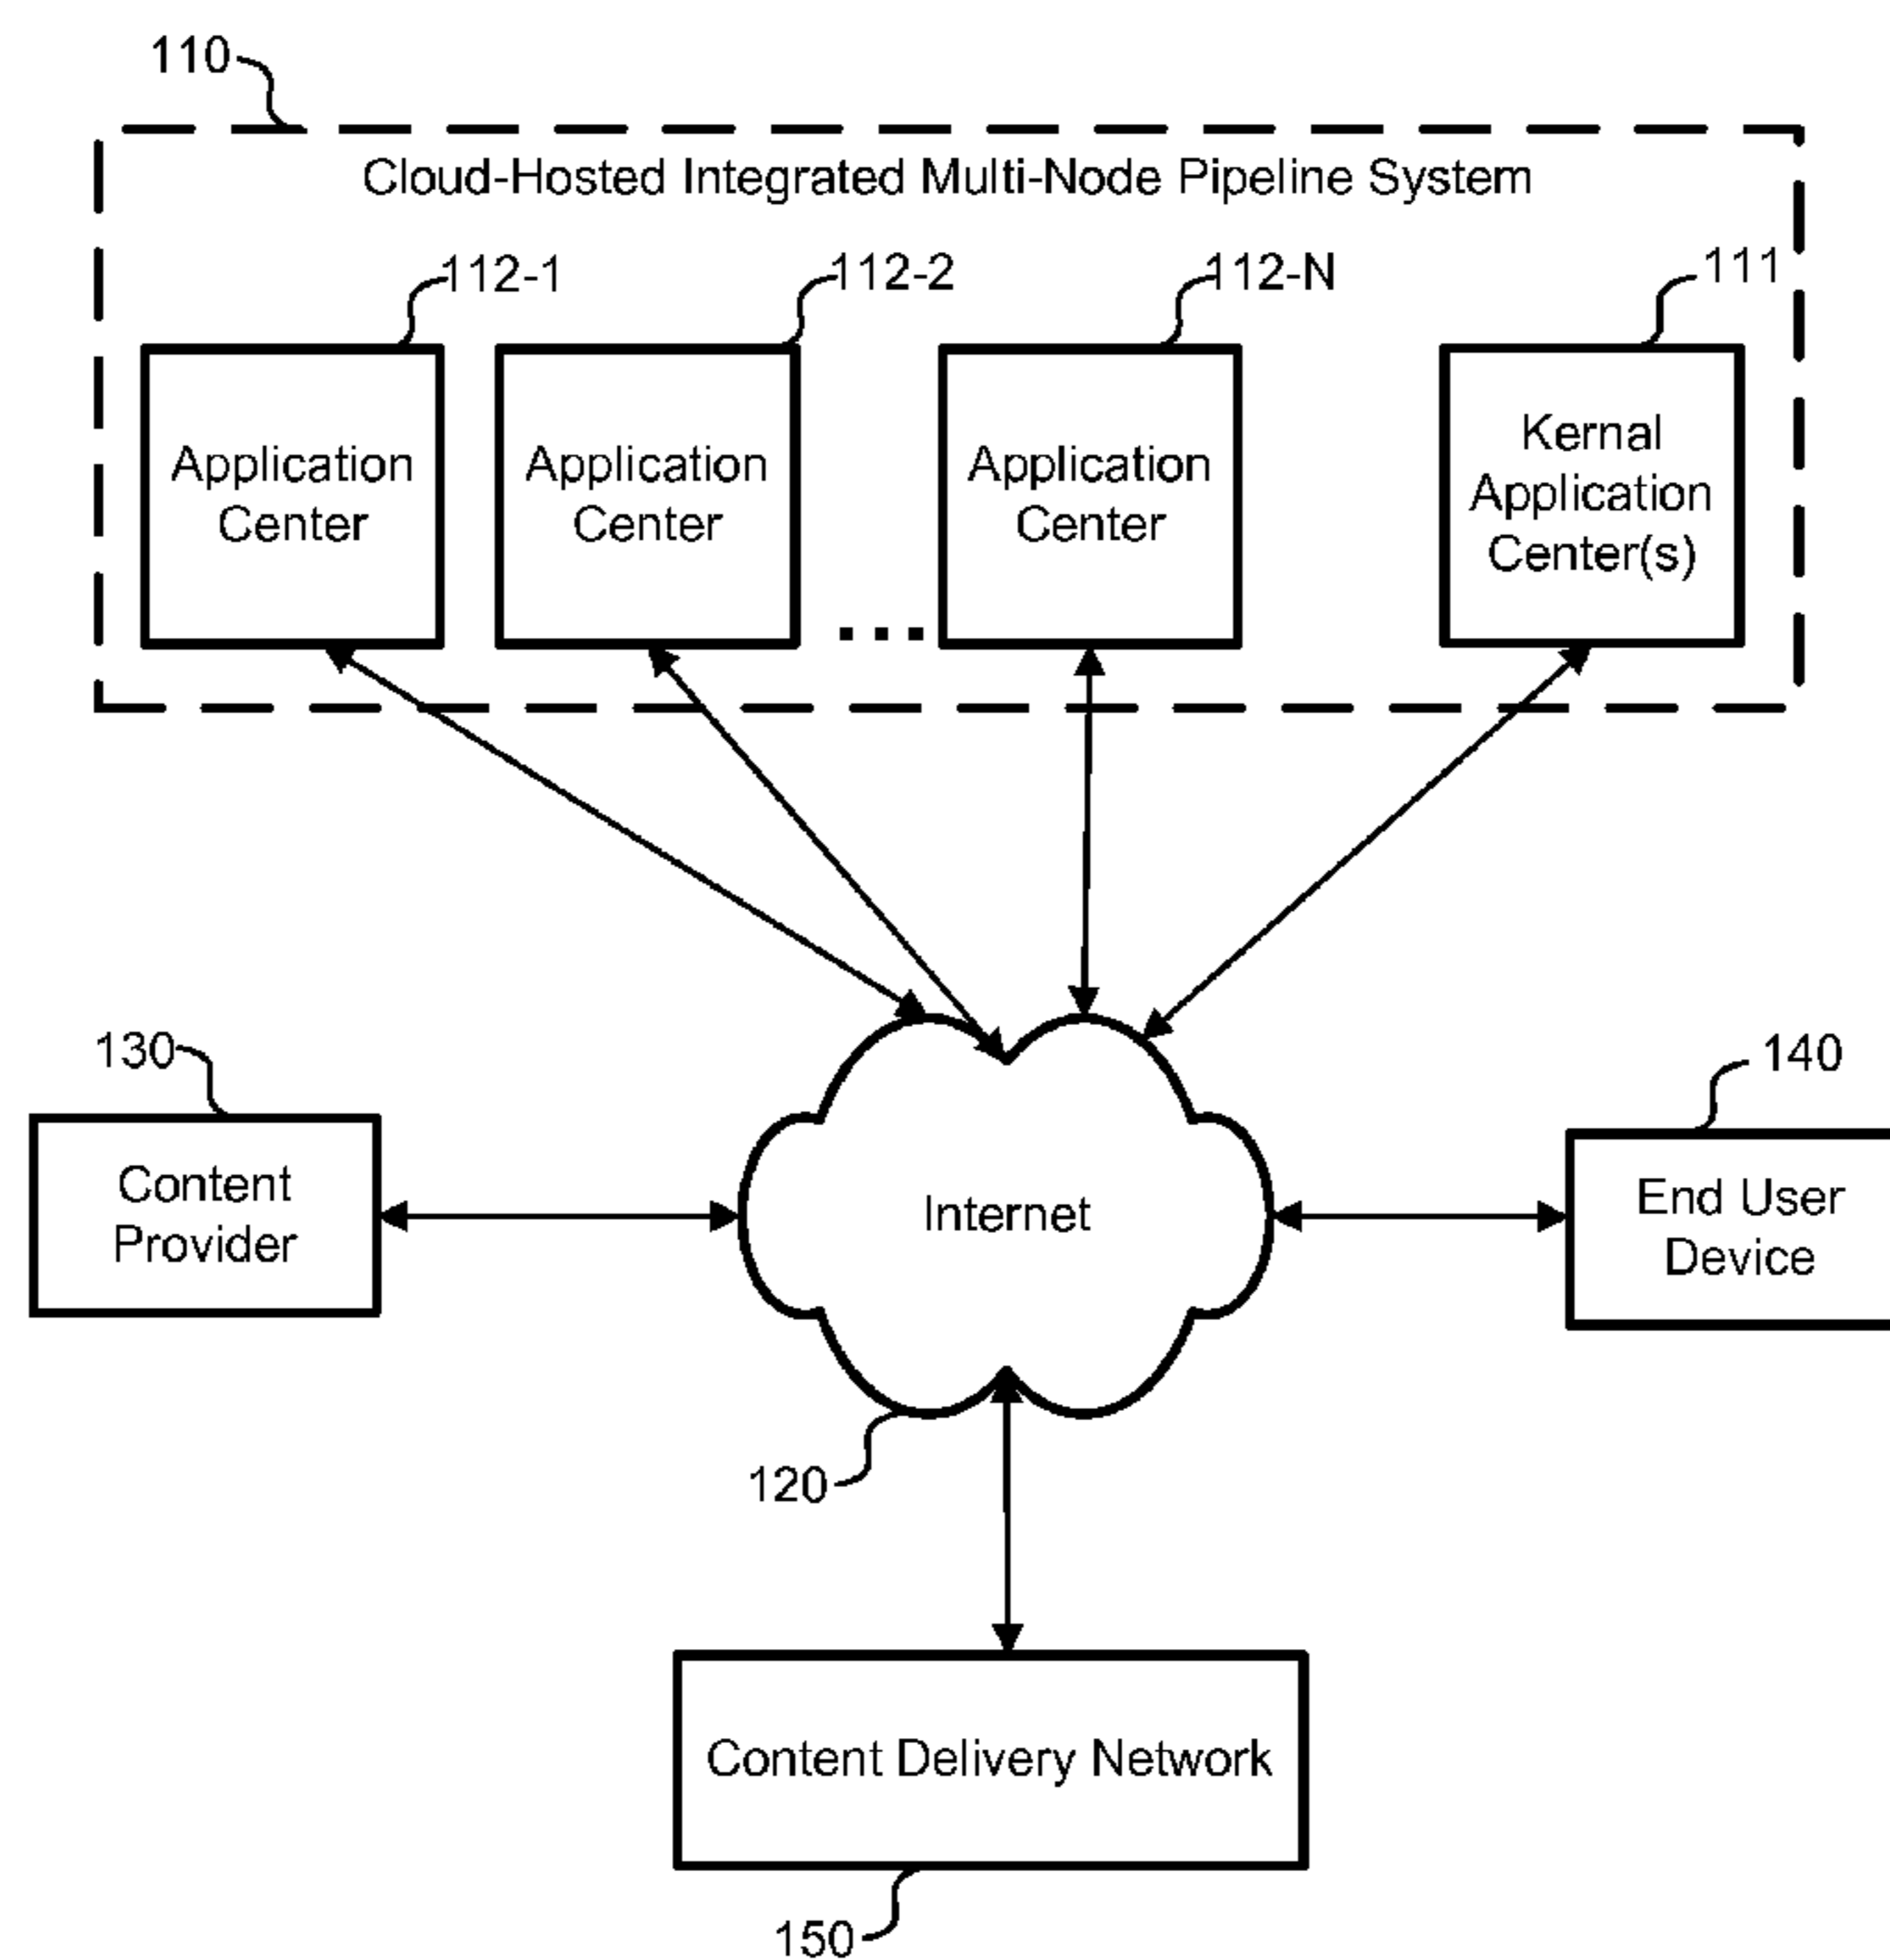 110
Cloud-Hosted Integrated Multi-Node Pipeline System
112-1
112-2
112-N
111
Application
Center
Application
Center
...
Application
Center
Kernal
Application
Center(s)
130
140
Content
Provider
Internet
End User
Device
120
Content Delivery Network
150